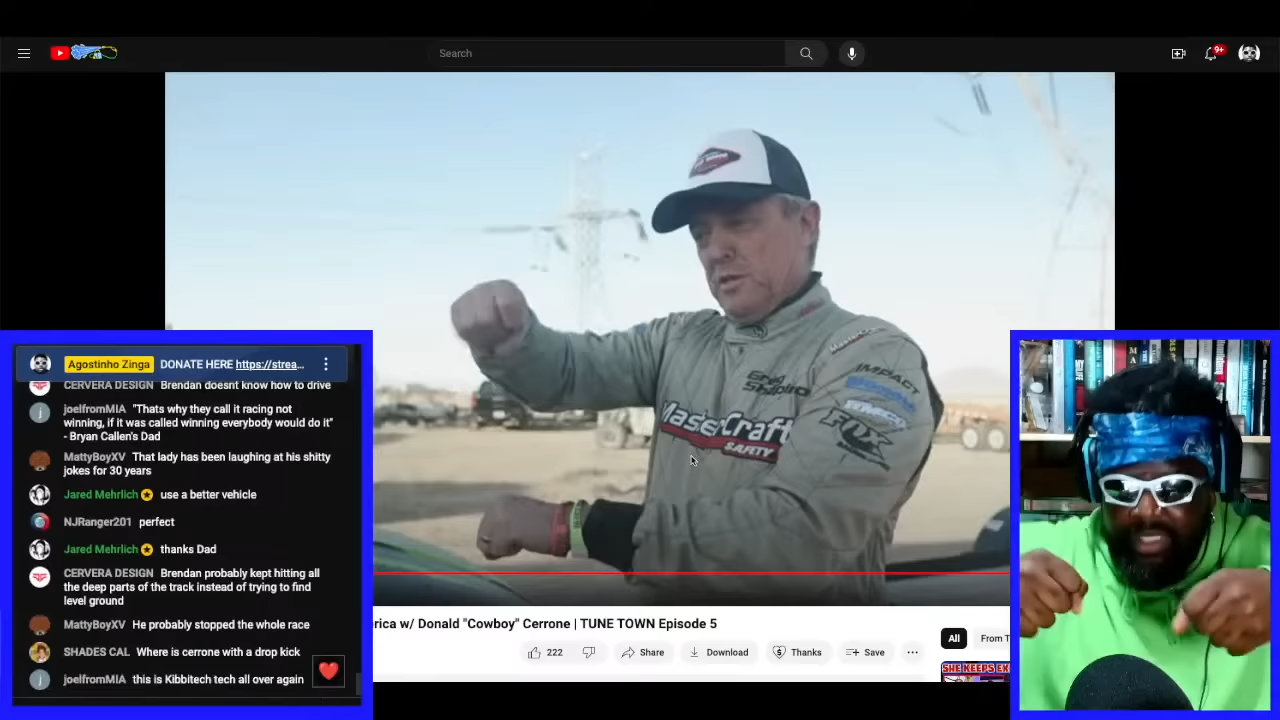 Search
9+
Greg
Shapiro
MasterCraft
SAFETY
IMPACT
FOX
Agostinho Zinga DONATE HERE https://strea...
CERVERA DESIGN Brendan doesnt know how to drive
joelfromMIA "Thats why they call it racing not
winning, if it was called winning everybody would do it"
- Bryan Callen's Dad
MattyBoyXV That lady has been laughing at his shitty
jokes for 30 years
Jared Mehrlich use a better vehicle
NJRanger201 perfect
Jared Mehrlich thanks Dad
CERVERA DESIGN Brendan probably kept hitting all
the deep parts of the track instead of trying to find
level ground
MattyBoyXV He probably stopped the whole race
SHADES CAL Where is cerrone with a drop kick
joelfromMIA this is Kibbitech tech all over again
rica w/ Donald "Cowboy" Cerrone | TUNE TOWN Episode 5
222
Share
Download
Thanks
Save
All
From T
SHE KEEPS EX